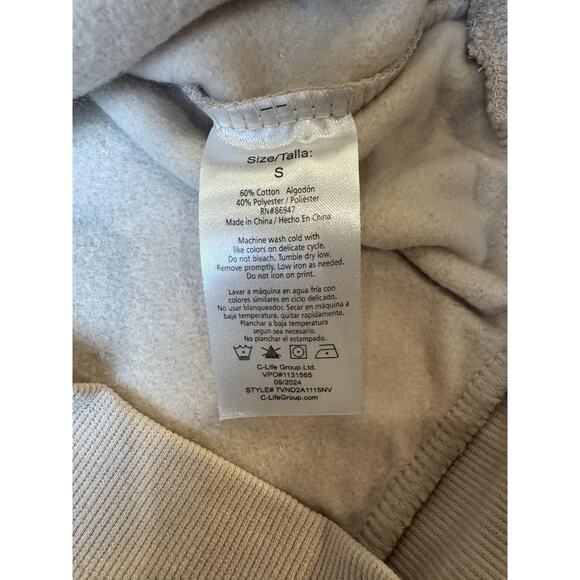 Size/Talla:
S
60% Cotton Algodón
40% Polyester / Poliéster
RN#86947
Made in China / Hecho En China
Machine wash cold with
like colors on delicate cycle.
Do not bleach. Tumble dry low.
Remove promptly. Low iron as needed.
Do not iron on print.
Lavar a máquina en agua fría con
colores similares en ciclo delicado.
No usar blanqueador. Secar en máquina a
baja temperatura, quitar rapidamente.
Planchar a baja temperatura
segun sea necesario.
No planchar el estampado.
C-Life Group.Ltd.
VPO#1131565
09/2024
STYLE# 7VND2A1115NV
C-LifeGroup.com